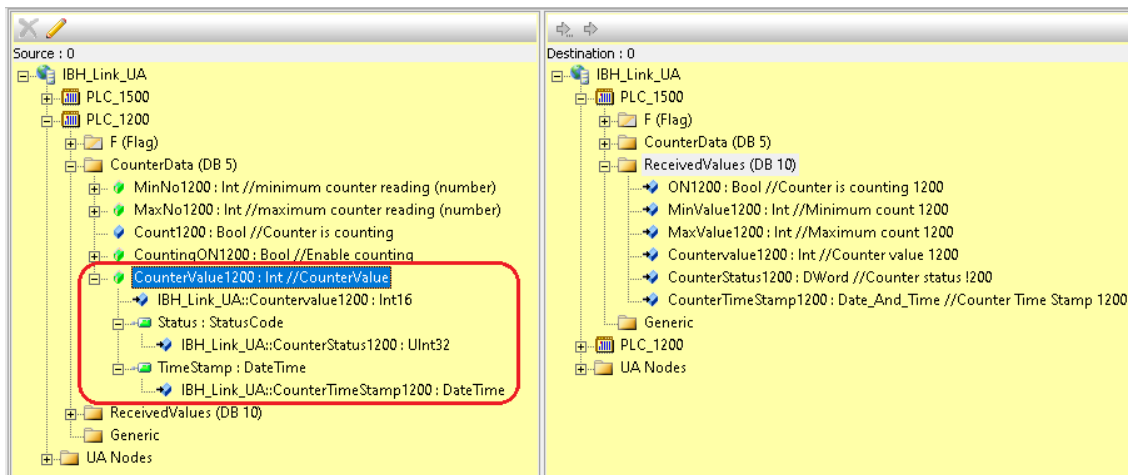 Source : 0
IBH_Link_UA
PLC_1500
PLC_1200
F (Flag)
CounterData (DB 5)
MinNo1200 : Int //minimum counter reading (number)
MaxNo1200 : Int //maximum counter reading (number)
Count1200 : Bool //Counter is counting
CountingON1200 : Bool //Enable counting
CounterValue1200 : Int //CounterValue
IBH_Link_UA::Countervalue1200 : Int16
Status : StatusCode
IBH_Link_UA::CounterStatus1200 : UInt32
TimeStamp : DateTime
IBH_Link_UA::CounterTimeStamp1200 : DateTime
ReceivedValues (DB 10)
Generic
UA Nodes
Destination : 0
IBH_Link_UA
PLC_1500
F (Flag)
CounterData (DB 5)
ReceivedValues (DB 10)
ON1200 : Bool //Counter is counting 1200
MinValue1200 : Int //Minimum count 1200
MaxValue1200 : Int //Maximum count 1200
Countervalue1200 : Int //Counter value 1200
CounterStatus1200 : DWord //Counter status !200
CounterTimeStamp1200 : Date_And_Time //Counter Time Stamp 1200
Generic
PLC_1200
UA Nodes